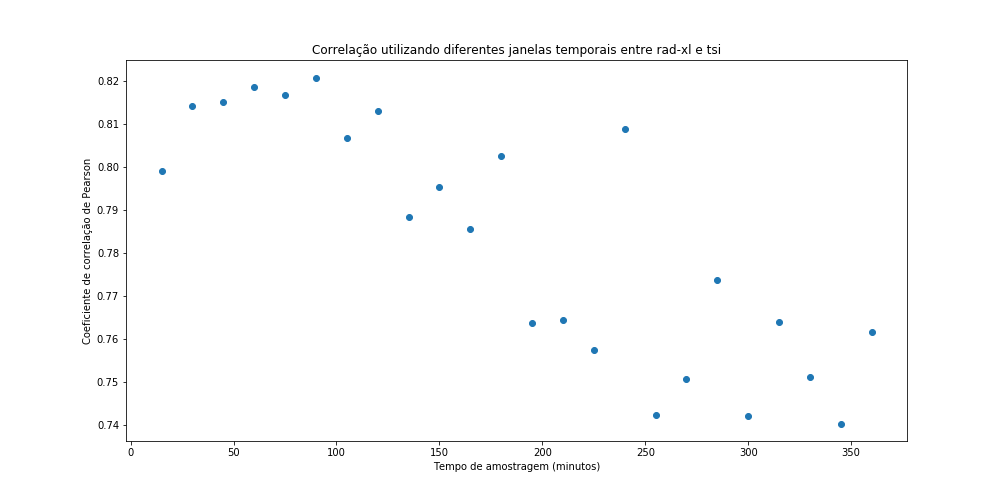 Correlação utilizando diferentes janelas temporais entre rad-xl e tsi
Coeficiente de correlação de Pearson
0.82
0.81
0.80
0.79
0.78
0.77
0.76
0.75
0.74
0 50 100 150 200 250 300 350
Tempo de amostragem (minutos)